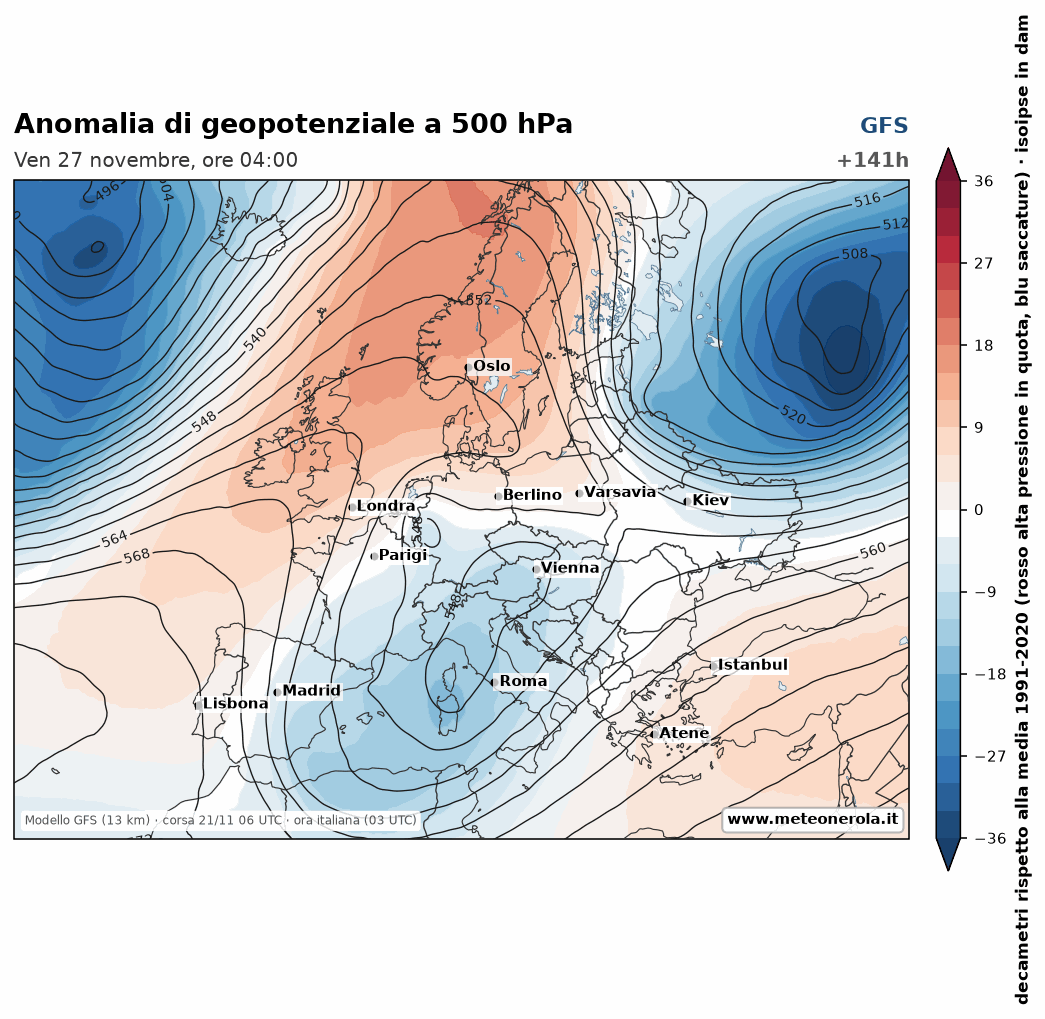 Anomalia di geopotenziale a 500 hPa
GFS
Ven 27 novembre, ore 04:00
+141h
496
504
516
512
508
540
552
Oslo
548
520
Londra
Berlino
Varsavia
Kiev
564
568
548
Parigi
Vienna
560
548
Istanbul
Madrid
Lisbona
Roma
Atene
Modello GFS (13 km) · corsa 21/11 06 UTC · ora italiana (03 UTC)
www.meteonerola.it
36
27
18
9
0
−9
−18
−27
−36
decametri rispetto alla media 1991-2020 (rosso alta pressione in quota, blu saccature) · isoipse in dam